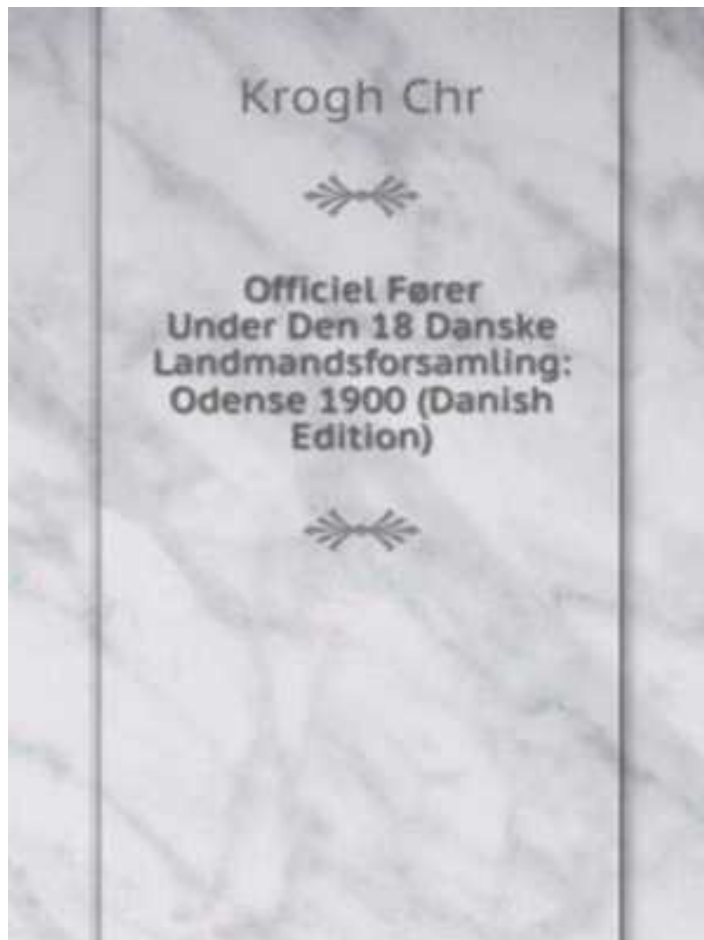 Krogh Chr
Officiel Fører
Under Den 18 Danske
Landmandsforsamling:
Odense 1900 (Danish
Edition)